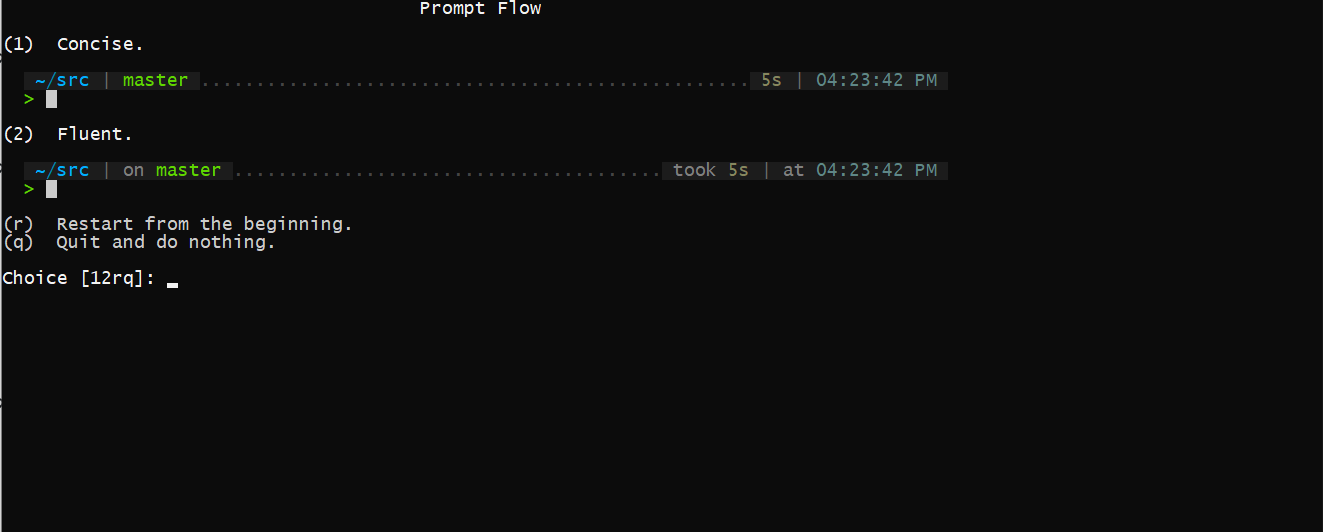 Prompt Flow
(1)  Concise.
~/src | master .................................................. 5s | 04:23:42 PM
>
(2)  Fluent.
~/src | on master ....................................... took 5s | at 04:23:42 PM
>
(r)  Restart from the beginning.
(q)  Quit and do nothing.
Choice [12rq]: _